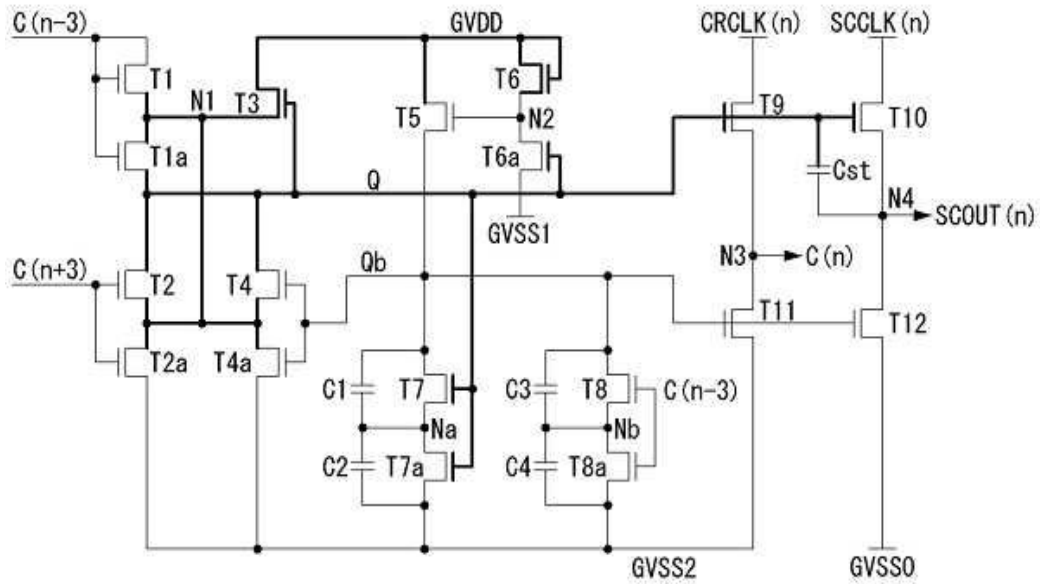 C(n-3)
GVDD
CRCLK(n)
SCCLK(n)
T1
N1
T3
T6
T5
N2
T9
T10
T1a
T6a
Cst
Q
GVSS1
N4
SCOUT(n)
C(n+3)
T2
T4
Qb
N3
C(n)
T11
T12
T2a
T4a
C1
T7
C3
T8
C(n-3)
Na
Nb
C2
T7a
C4
T8a
GVSS2
GVSS0